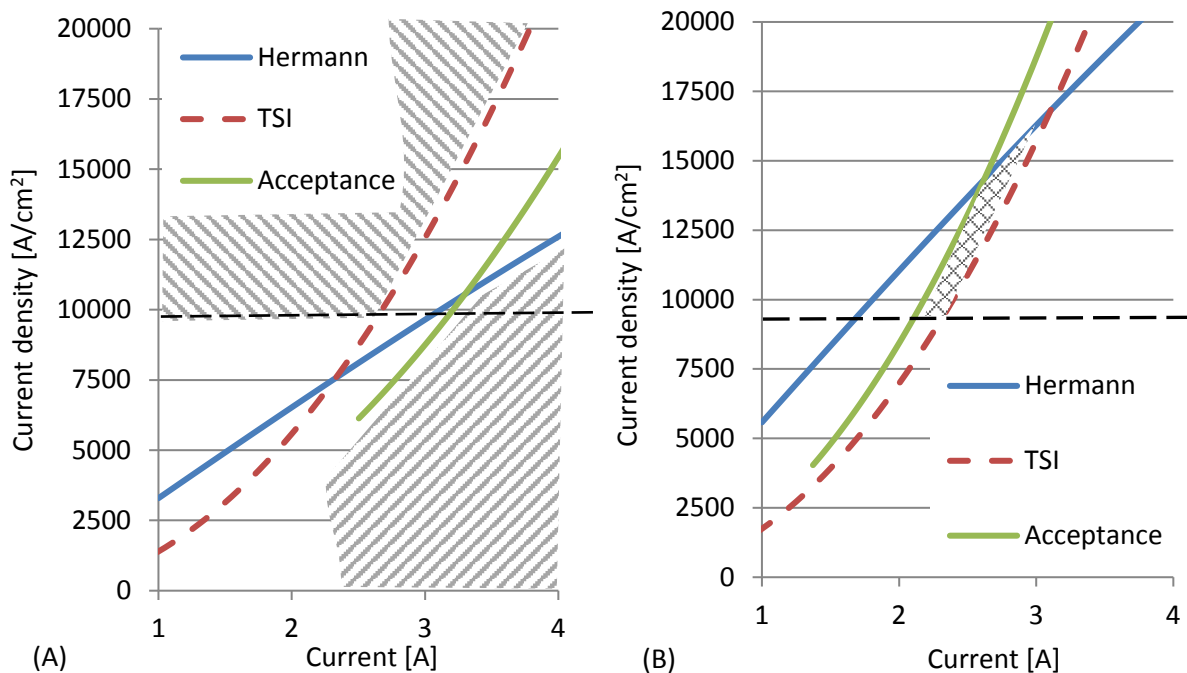 20000
17500
15000
12500
10000
7500
5000
2500
0
Current density [A/cm²]
Hermann
TSI
Acceptance
1
2
3
4
(A)
Current [A]
20000
17500
15000
12500
10000
7500
5000
2500
0
Current density [A/cm²]
Hermann
TSI
Acceptance
1
2
3
4
(B)
Current [A]